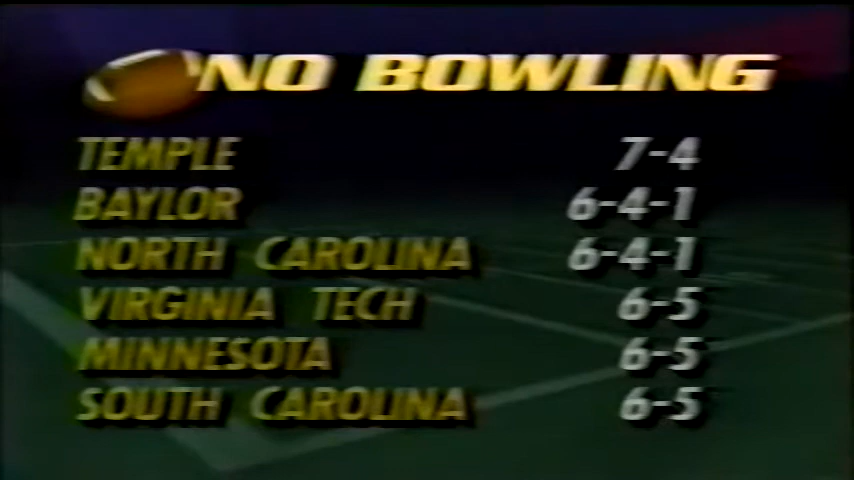 NO BOWLING
TEMPLE 7-4
BAYLOR 6-4-1
NORTH CAROLINA 6-4-1
VIRGINIA TECH 6-5
MINNESOTA 6-5
SOUTH CAROLINA 6-5